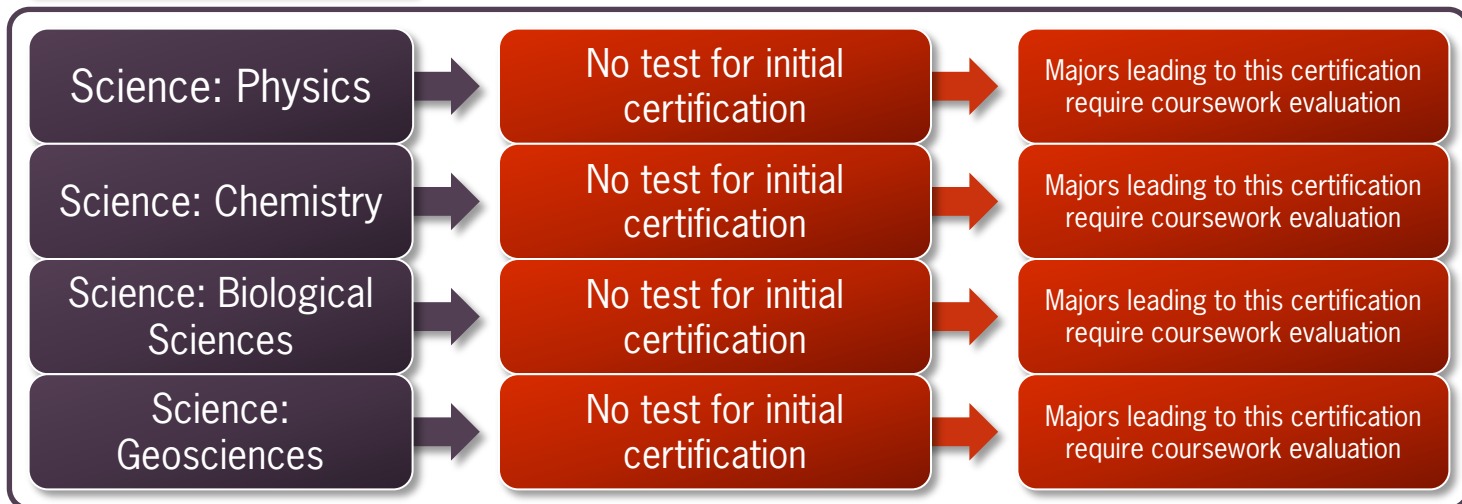 Science: Physics
No test for initial
certification
Majors leading to this certification
require coursework evaluation
Science: Chemistry
No test for initial
certification
Majors leading to this certification
require coursework evaluation
Science: Biological
Sciences
No test for initial
certification
Majors leading to this certification
require coursework evaluation
Science:
Geosciences
No test for initial
certification
Majors leading to this certification
require coursework evaluation